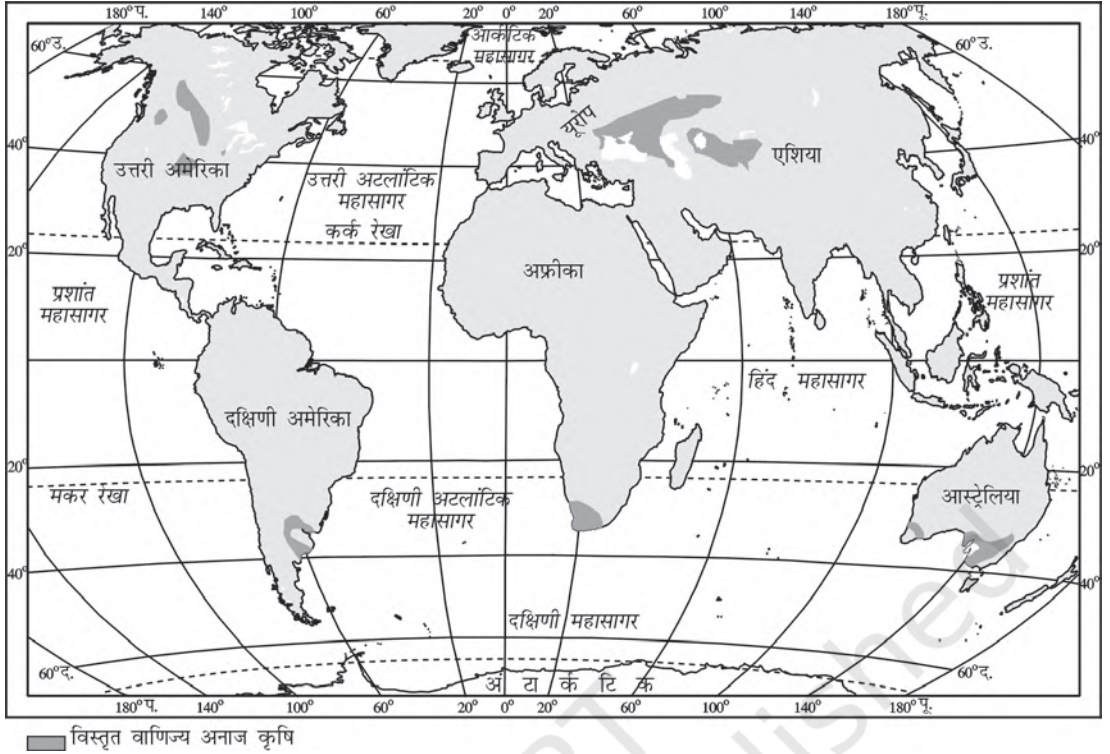 180°प. 140° 100° 60° 20° 0° 20° 60° 100° 140° 180°पू.
60°उ. आर्कटिक 60°उ.
महासागर
यूरोप
40° उत्तरी अमेरिका एशिया 40°
उत्तरी अटलांटिक
महासागर
कर्क रेखा
20° अफ्रीका 20°
प्रशांत प्रशांत
महासागर महासागर
हिंद महासागर
दक्षिणी अमेरिका
20° 20°
मकर रेखा दक्षिणी अटलांटिक आस्ट्रेलिया
महासागर
40° 40°
दक्षिणी महासागर
60°द. 60°द.
अं टा र्क टि क
180°प. 140° 100° 60° 20° 0° 20° 60° 100° 140° 180°पू.
विस्तृत वाणिज्य अनाज कृषि